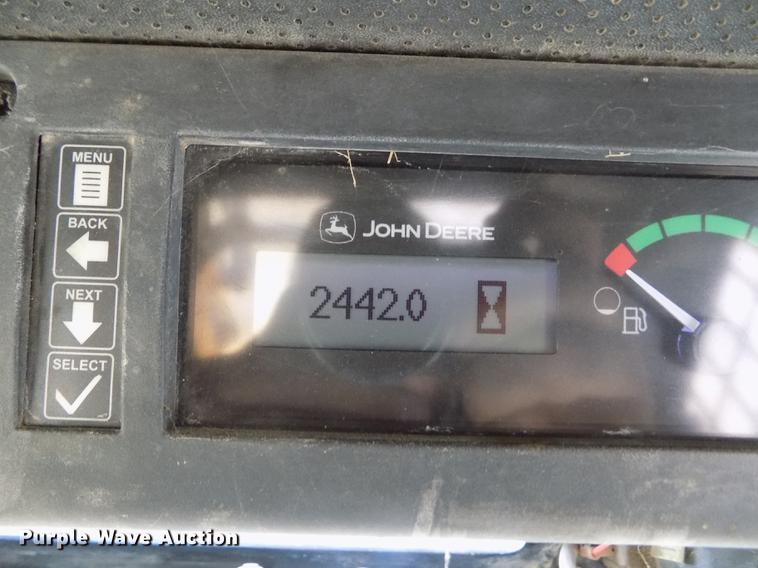 MENU
BACK
NEXT
SELECT
JOHN DEERE
2442.0
Purple Wave Auction